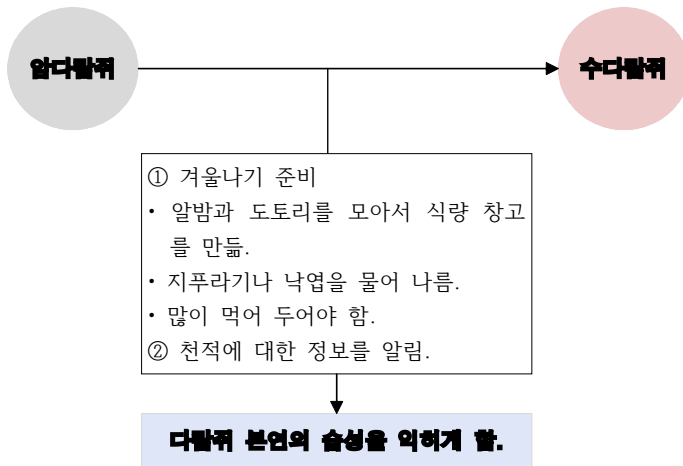 암다람쥐
수다람쥐
① 겨울나기 준비
• 알밤과 도토리를 모아서 식량 창고
를 만듦.
• 지푸라기나 낙엽을 물어 나름.
• 많이 먹어 두어야 함.
② 천적에 대한 정보를 알림.
다람쥐 본연의 습성을 익히게 함.